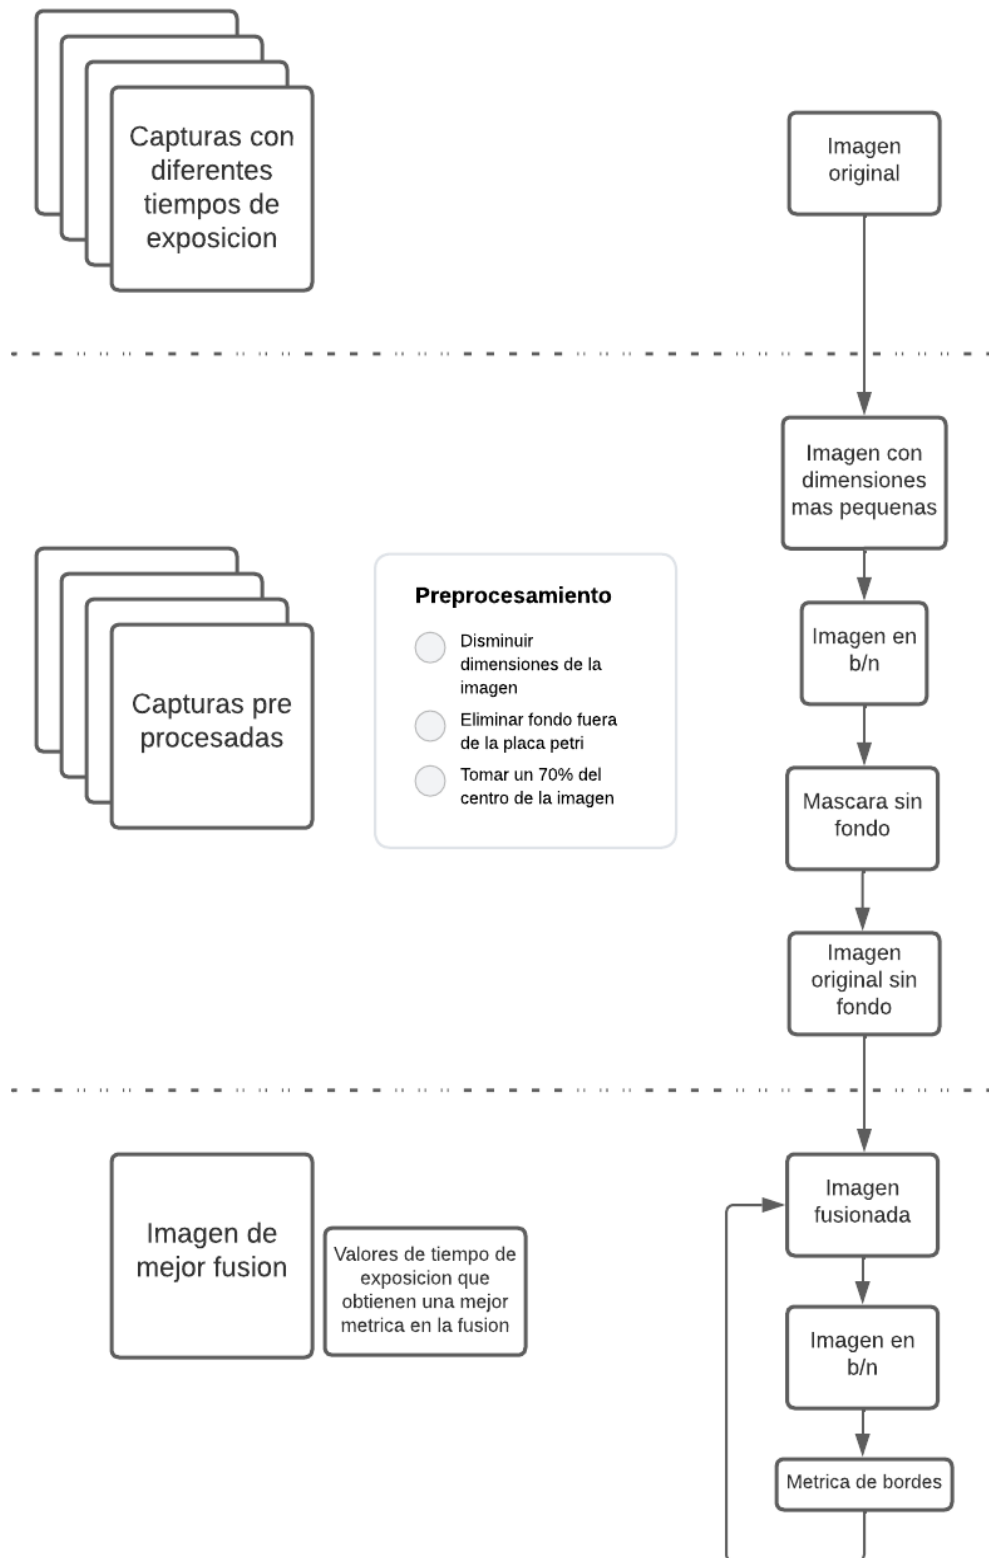 Capturas con
diferentes
tiempos de
exposicion
Imagen
original
Imagen con
dimensiones
mas pequenas
Imagen en
b/n
Mascara sin
fondo
Imagen
original sin
fondo
Capturas pre
procesadas
Preprocesamiento
Disminuir
dimensiones de la
imagen
Eliminar fondo fuera
de la placa petri
Tomar un 70% del
centro de la imagen
Imagen de
mejor fusion
Valores de tiempo de
exposicion que
obtienen una mejor
metrica en la fusion
Imagen
fusionada
Imagen en
b/n
Metrica de bordes